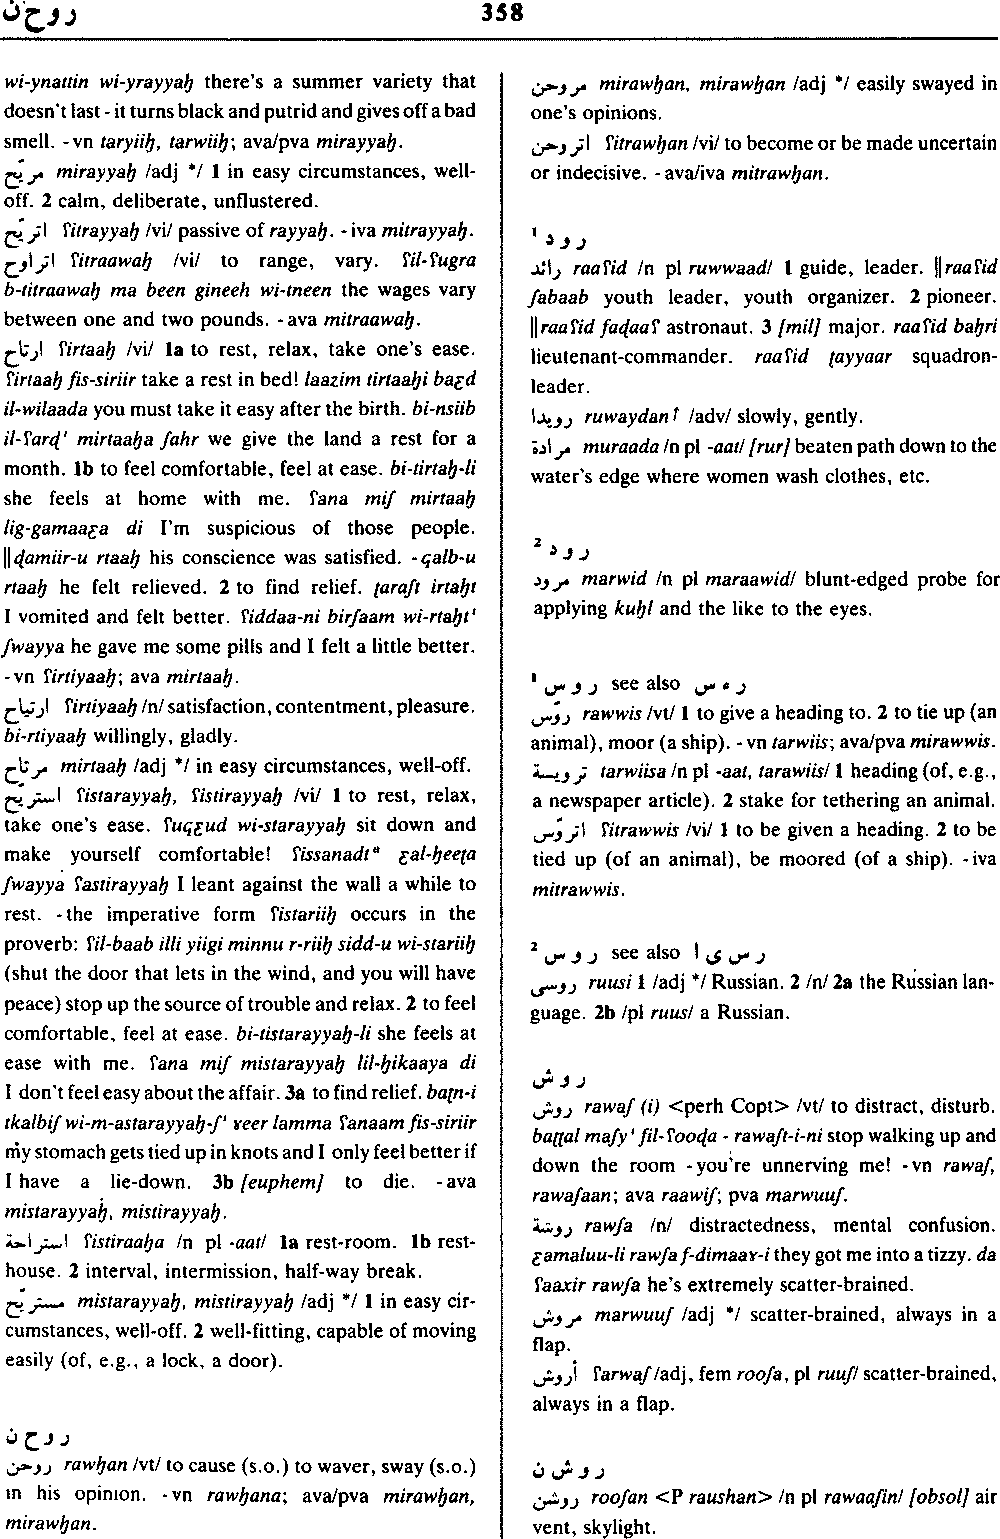 روحن 358
wi-ynattin wi-yrayyaḥ there's a summer variety that
doesn't last - it turns black and putrid and gives off a bad
smell. -vn taryiiḥ, tarwiiḥ; ava/pva mirayyaḥ.
مريّح mirayyaḥ /adj */ 1 in easy circumstances, well-
off. 2 calm, deliberate, unflustered.
اتريّح ʕitrayyaḥ /vi/ passive of rayyaḥ. -iva mitrayyaḥ.
اتراوح ʕitraawaḥ /vi/ to range, vary. ʕil-ʕugra
b-titraawaḥ ma been gineeh wi-tneen the wages vary
between one and two pounds. -ava mitraawaḥ.
ارتاح ʕirtaaḥ /vi/ 1a to rest, relax, take one's ease.
ʕirtaaḥ fis-siriir take a rest in bed! laazim tirtaaḥi baɛd
il-wilaada you must take it easy after the birth. bi-nsiib
il-ʕarḍ' mirtaaḥa ʃahr we give the land a rest for a
month. 1b to feel comfortable, feel at ease. bi-tirtaḥ-li
she feels at home with me. ʕana miʃ mirtaaḥ
lig-gamaaɛa di I'm suspicious of those people.
||ḍamiir-u rtaaḥ his conscience was satisfied. -qalb-u
rtaaḥ he felt relieved. 2 to find relief. ṭaraʃt irtaḥt
I vomited and felt better. ʕiddaa-ni birʃaam wi-rtaḥt'
ʃwayya he gave me some pills and I felt a little better.
-vn ʕirtiyaaḥ; ava mirtaaḥ.
ارتياح ʕirtiyaaḥ /n/ satisfaction, contentment, pleasure.
bi-rtiyaaḥ willingly, gladly.
مرتاح mirtaaḥ /adj */ in easy circumstances, well-off.
استريّح ʕistarayyaḥ, ʕistirayyaḥ /vi/ 1 to rest, relax,
take one's ease. ʕuqɛud wi-starayyaḥ sit down and
make yourself comfortable! ʕissanadtᵃ ɛal-ḥeeṭa
ʃwayya ʕastirayyaḥ I leant against the wall a while to
rest. -the imperative form ʕistariiḥ occurs in the
proverb: ʕil-baab illi yiigi minnu r-riiḥ sidd-u wi-stariiḥ
(shut the door that lets in the wind, and you will have
peace) stop up the source of trouble and relax. 2 to feel
comfortable, feel at ease. bi-tistarayyaḥ-li she feels at
ease with me. ʕana miʃ mistarayyaḥ lil-ḥikaaya di
I don't feel easy about the affair. 3a to find relief. baṭn-i
tkalbiʃ wi-m-astarayyaḥ-ʃ' ɤeer lamma ʕanaam fis-siriir
my stomach gets tied up in knots and I only feel better if
I have a lie-down. 3b [euphem] to die. -ava
mistarayyaḥ, mistirayyaḥ.
استراحة ʕistiraaḥa /n pl -aat/ 1a rest-room. 1b rest-
house. 2 interval, intermission, half-way break.
مستريّح mistarayyaḥ, mistirayyaḥ /adj */ 1 in easy cir-
cumstances, well-off. 2 well-fitting, capable of moving
easily (of, e.g., a lock, a door).
ر و ح ن
روحن rawḥan /vt/ to cause (s.o.) to waver, sway (s.o.)
in his opinion. -vn rawḥana; ava/pva mirawḥan,
mirawḥan.
مروحن mirawḥan, mirawḥan /adj */ easily swayed in
one's opinions.
اتروحن ʕitrawḥan /vi/ to become or be made uncertain
or indecisive. -ava/iva mitrawḥan.
ر و د ¹
رائد raaʕid /n pl ruwwaad/ 1 guide, leader. ||raaʕid
ʃabaab youth leader, youth organizer. 2 pioneer.
||raaʕid faḍaaʕ astronaut. 3 [mil] major. raaʕid baḥri
lieutenant-commander. raaʕid ṭayyaar squadron-
leader.
رويدا ruwaydan↑ /adv/ slowly, gently.
مرادة muraada /n pl -aat/ [rur] beaten path down to the
water's edge where women wash clothes, etc.
ر و د ²
مرود marwid /n pl maraawid/ blunt-edged probe for
applying kuḥl and the like to the eyes.
ر و س ¹ see also ر ء س
روّس rawwis /vt/ 1 to give a heading to. 2 to tie up (an
animal), moor (a ship). -vn tarwiis; ava/pva mirawwis.
ترويسة tarwiisa /n pl -aat, tarawiis/ 1 heading (of, e.g.,
a newspaper article). 2 stake for tethering an animal.
اتروّس ʕitrawwis /vi/ 1 to be given a heading. 2 to be
tied up (of an animal), be moored (of a ship). -iva
mitrawwis.
ر و س ² see also ر س ى ا
روسى ruusi 1 /adj */ Russian. 2 /n/ 2a the Russian lan-
guage. 2b /pl ruus/ a Russian.
ر و ش
روش rawaʃ (i) <perh Copt> /vt/ to distract, disturb.
baṭṭal maʃy' fil-ʕooḍa - rawaʃt-i-ni stop walking up and
down the room -you're unnerving me! -vn rawaʃ,
rawaʃaan; ava raawiʃ; pva marwuuʃ.
روشة rawʃa /n/ distractedness, mental confusion.
ɛamaluu-li rawʃa f-dimaaɤ-i they got me into a tizzy. da
ʕaaxir rawʃa he's extremely scatter-brained.
مروش marwuuʃ /adj */ scatter-brained, always in a
flap.
أروش ʕarwaʃ /adj, fem rooʃa, pl ruuʃ/ scatter-brained,
always in a flap.
ر و ش ن
روشن rooʃan <P raushan> /n pl rawaaʃin/ [obsol] air
vent, skylight.